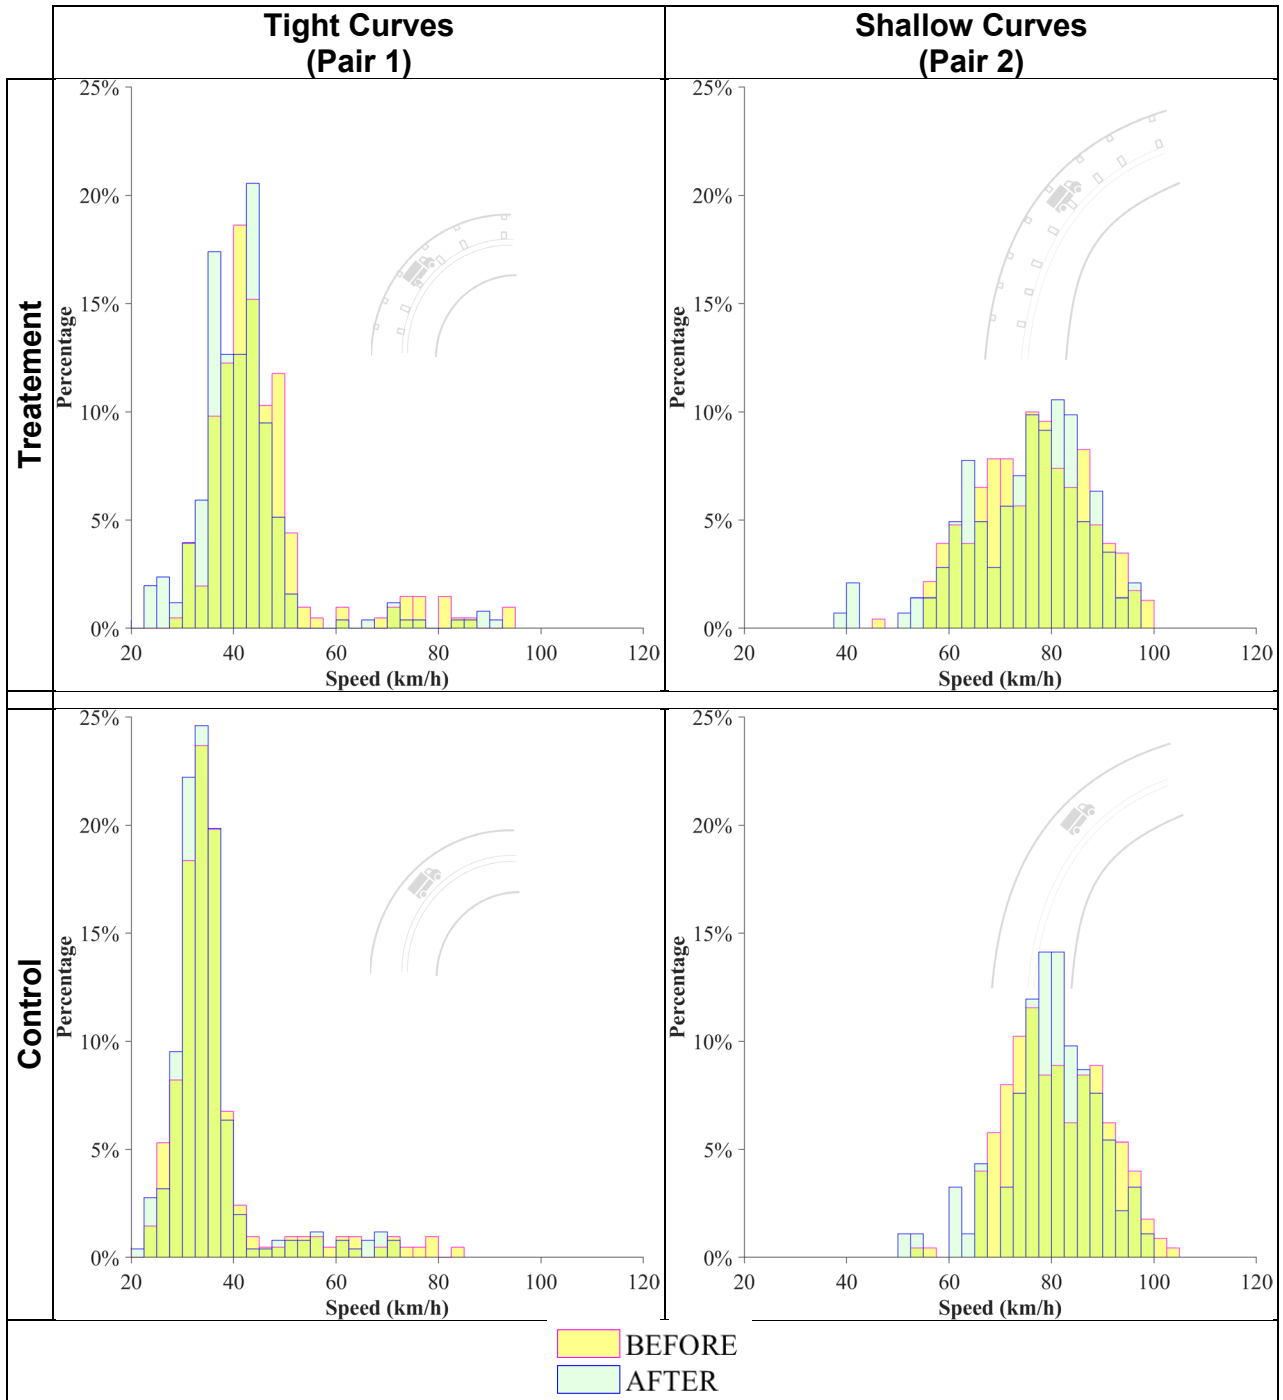 Tight Curves
(Pair 1)
Shallow Curves
(Pair 2)
Treatement
25%
20%
15%
10%
5%
0%
Percentage
20 40 60 80 100 120
Speed (km/h)
25%
20%
15%
10%
5%
0%
Percentage
20 40 60 80 100 120
Speed (km/h)
Control
25%
20%
15%
10%
5%
0%
Percentage
20 40 60 80 100 120
Speed (km/h)
25%
20%
15%
10%
5%
0%
Percentage
20 40 60 80 100 120
Speed (km/h)
BEFORE
AFTER